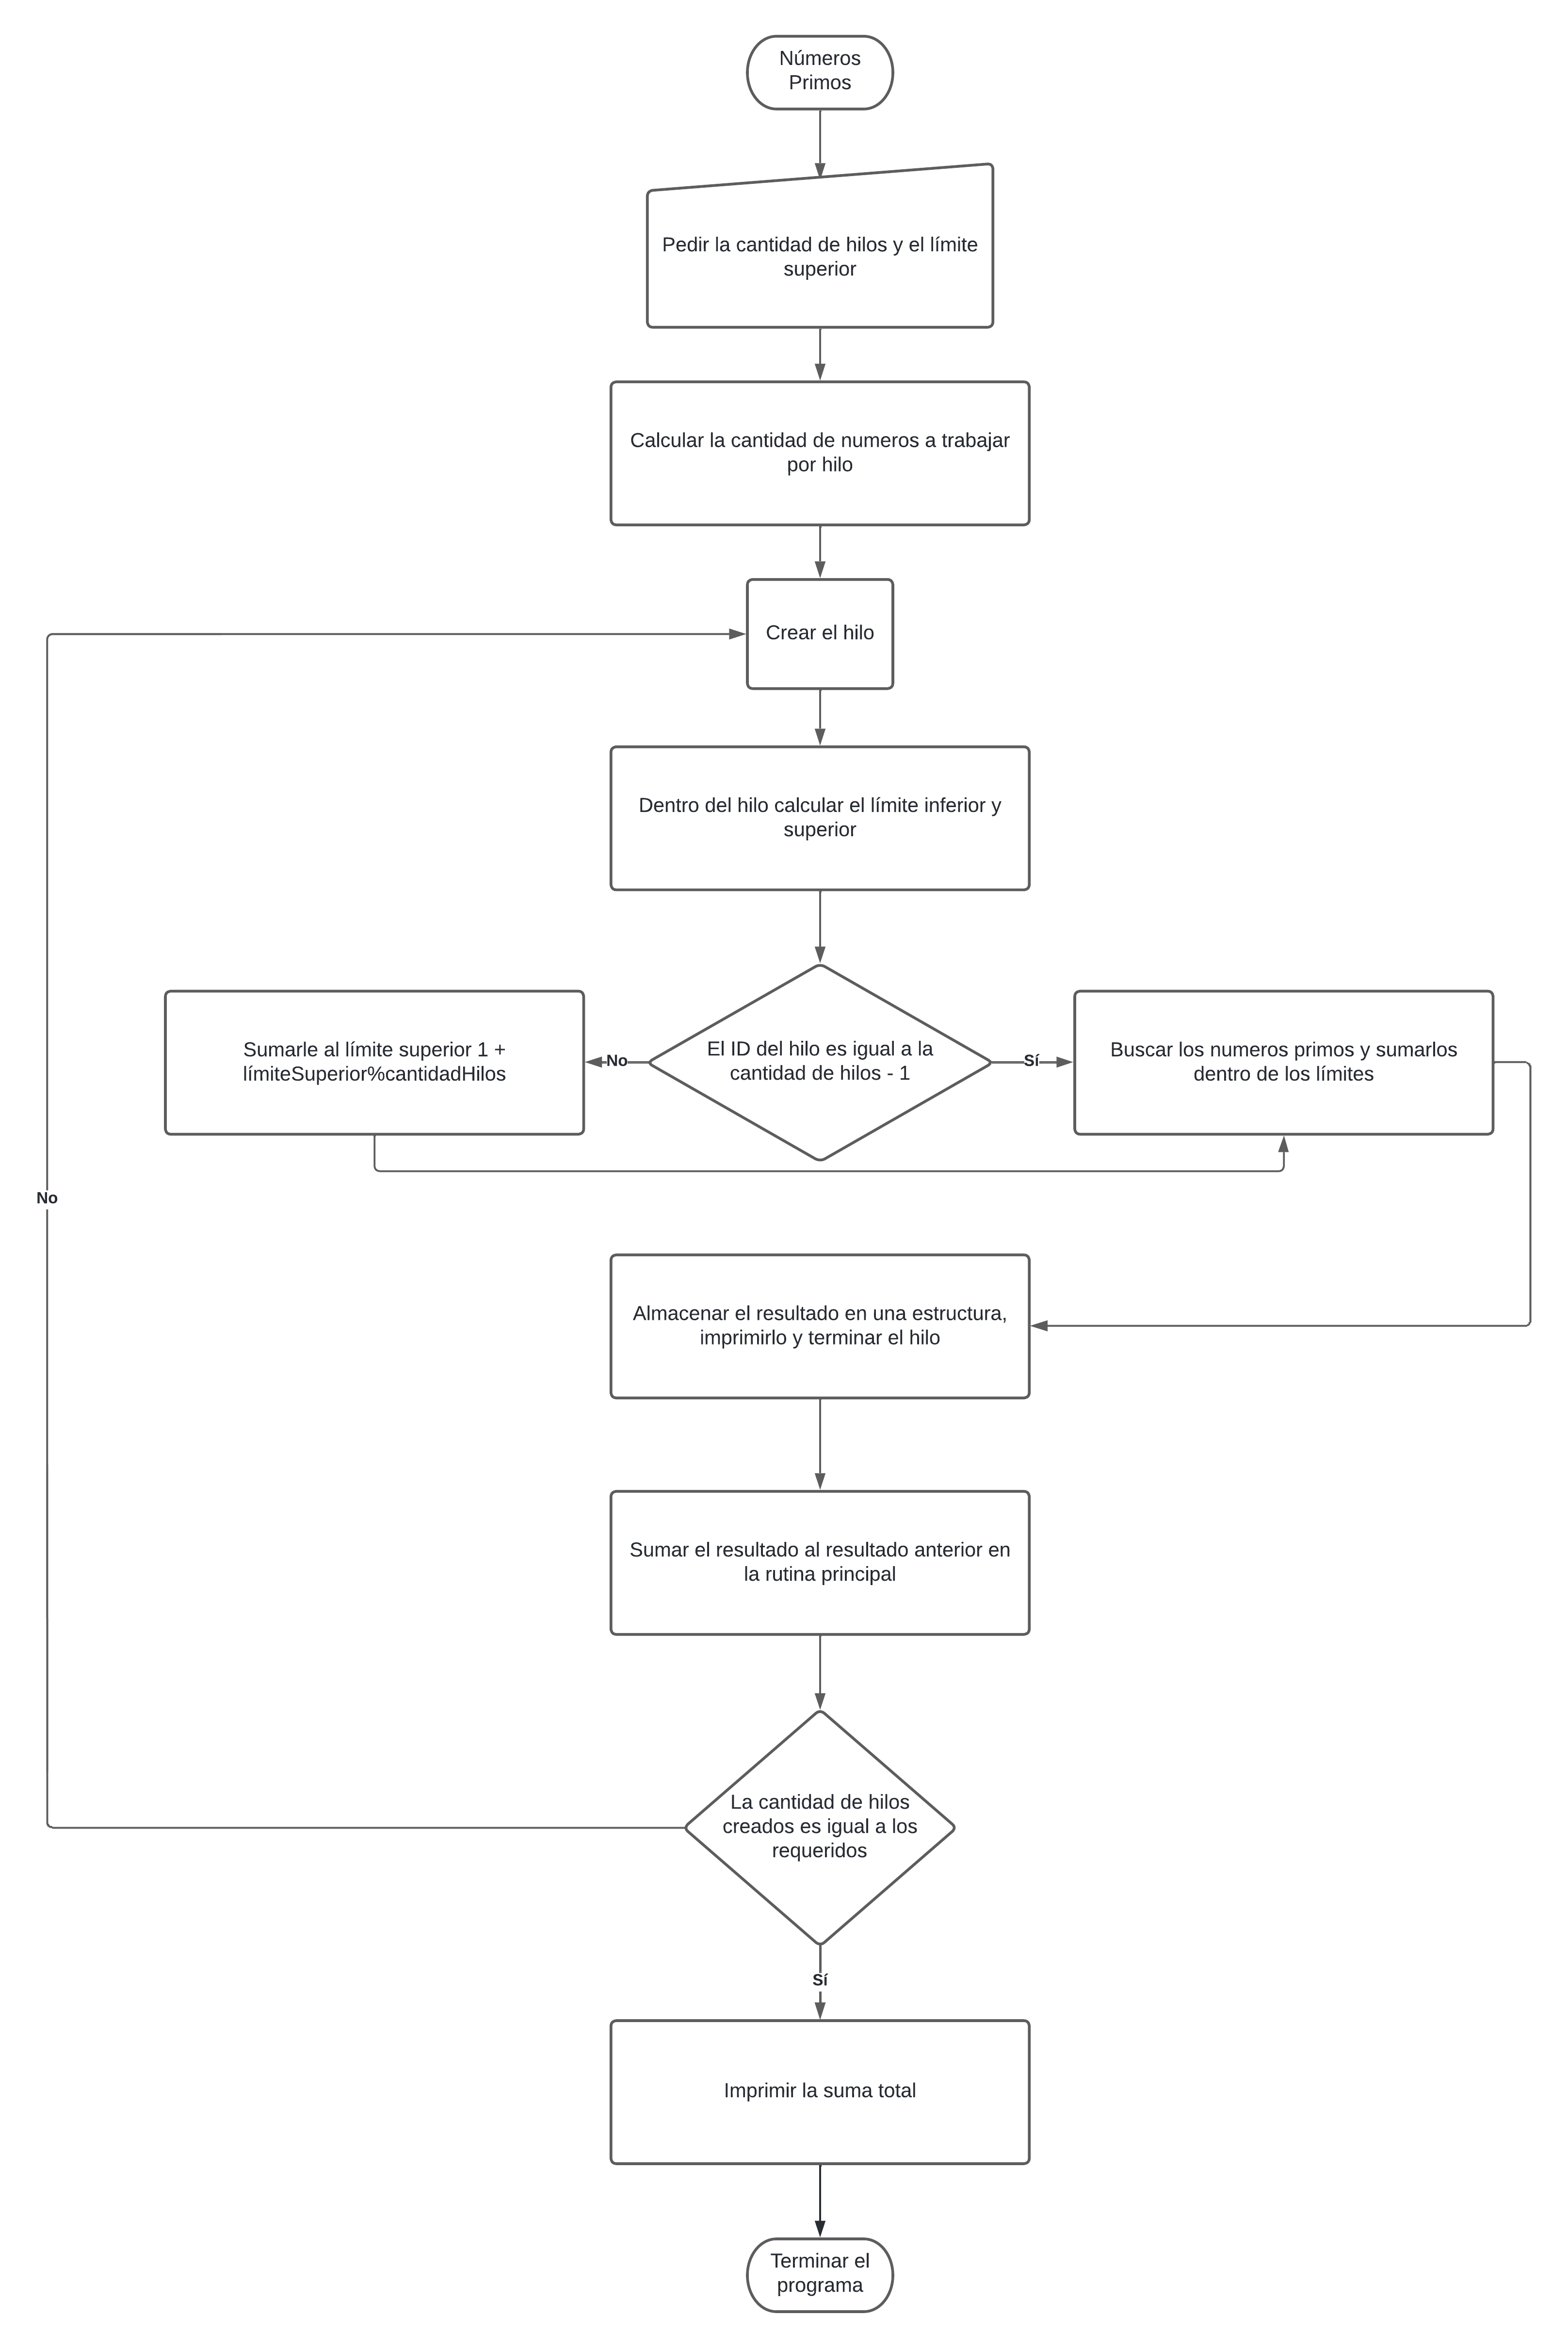 Números
Primos
Pedir la cantidad de hilos y el límite
superior
Calcular la cantidad de numeros a trabajar
por hilo
Crear el hilo
Dentro del hilo calcular el límite inferior y
superior
Sumarle al límite superior 1 +
límiteSuperior%cantidadHilos
No
El ID del hilo es igual a la
cantidad de hilos - 1
Sí
Buscar los numeros primos y sumarlos
dentro de los límites
No
Almacenar el resultado en una estructura,
imprimirlo y terminar el hilo
Sumar el resultado al resultado anterior en
la rutina principal
La cantidad de hilos
creados es igual a los
requeridos
Sí
Imprimir la suma total
Terminar el
programa